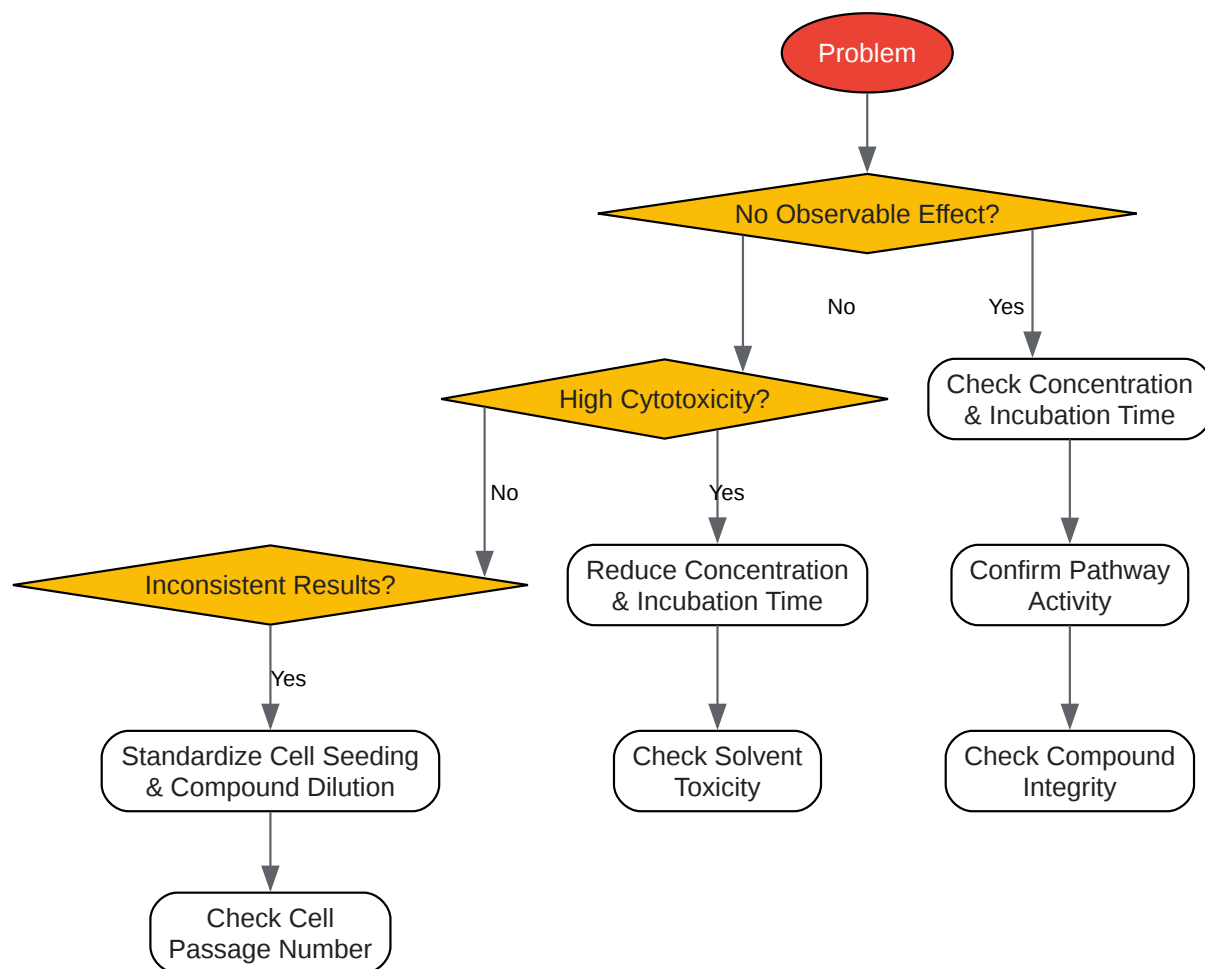 Problem
No Observable Effect?
No
Yes
High Cytotoxicity?
Check Concentration
& Incubation Time
No
Yes
Inconsistent Results?
Reduce Concentration
& Incubation Time
Confirm Pathway
Activity
Yes
Standardize Cell Seeding
& Compound Dilution
Check Solvent
Toxicity
Check Compound
Integrity
Check Cell
Passage Number